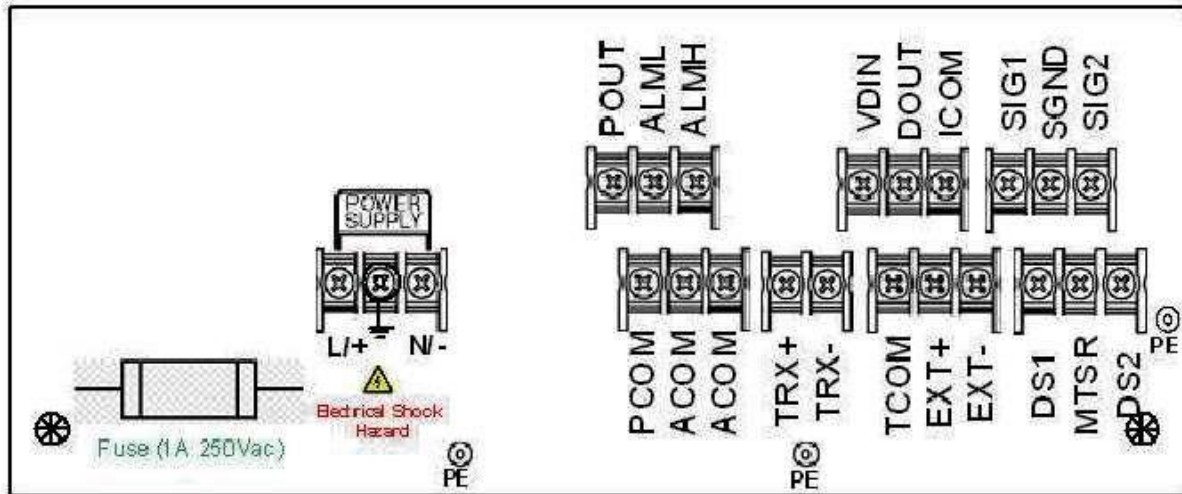 POUT
ALML
ALMH
VDIN
DOUT
ICOM
SIG1
SGND
SIG2
POWER
SUPPLY
L/+
N/-
PCOM
ACOM
ACOM
TRX+
TRX-
TCOM
EXT+
EXT-
DS1
MTSR
DS2
PE
Electrical Shock
Hazard
Fuse (1A 250Vac)
PE
PE